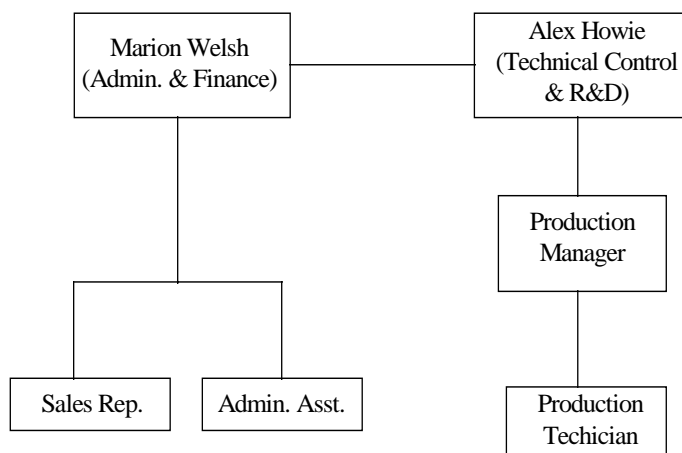 Marion Welsh
(Admin. & Finance)
Alex Howie
(Technical Control
& R&D)
Production
Manager
Sales Rep.
Admin. Asst.
Production
Techician